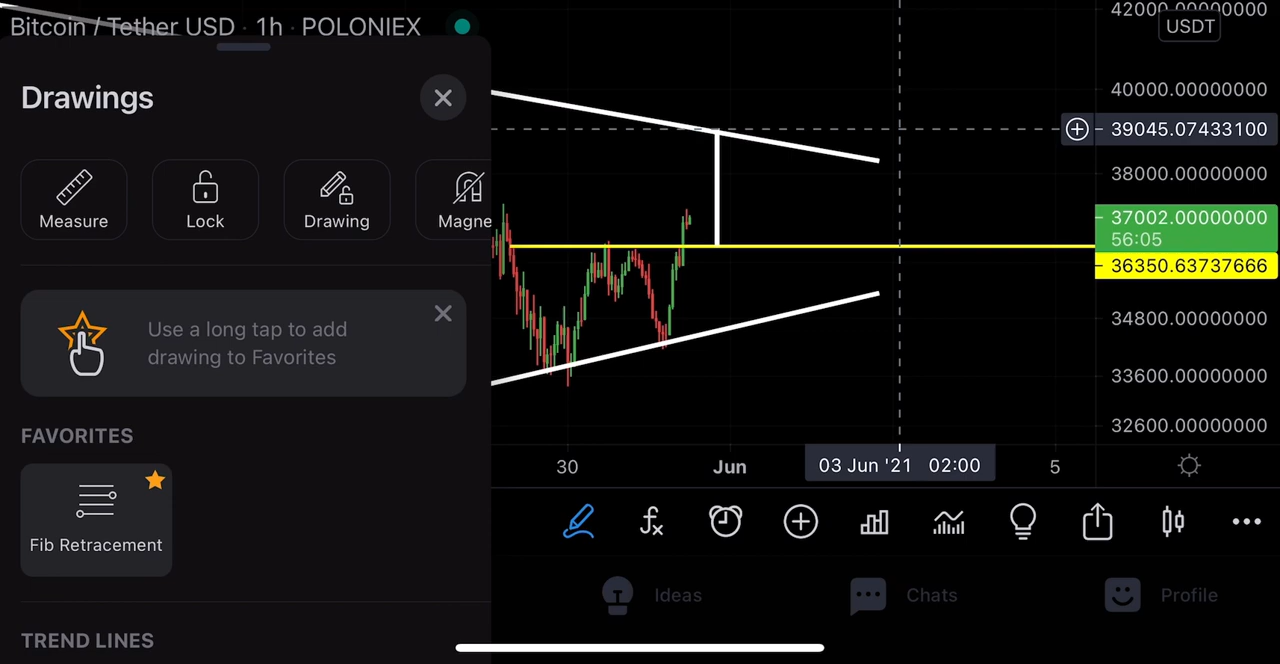 Bitcoin / Tether USD · 1h · POLONIEX
Drawings
Measure
Lock
Drawing
Magne
Use a long tap to add
drawing to Favorites
FAVORITES
Fib Retracement
TREND LINES
42000.00000000
USDT
40000.00000000
39045.07433100
38000.00000000
37002.00000000
56:05
36350.63737666
34800.00000000
33600.00000000
32600.00000000
30
Jun
03 Jun '21 02:00
5
Ideas
Chats
Profile